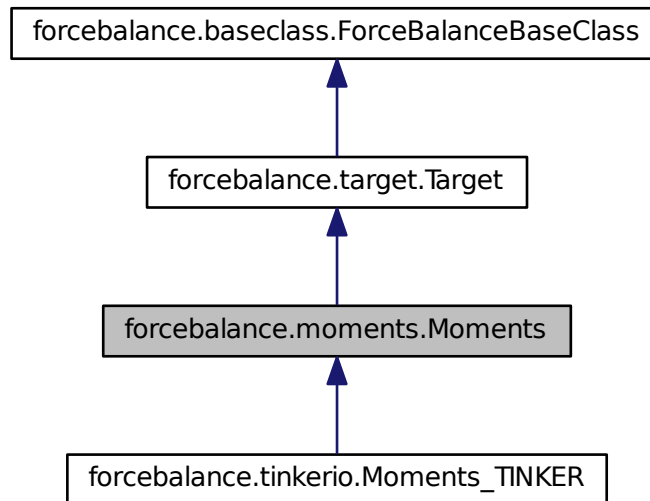 forcebalance.baseclass.ForceBalanceBaseClass
forcebalance.target.Target
forcebalance.moments.Moments
forcebalance.tinkerio.Moments_TINKER